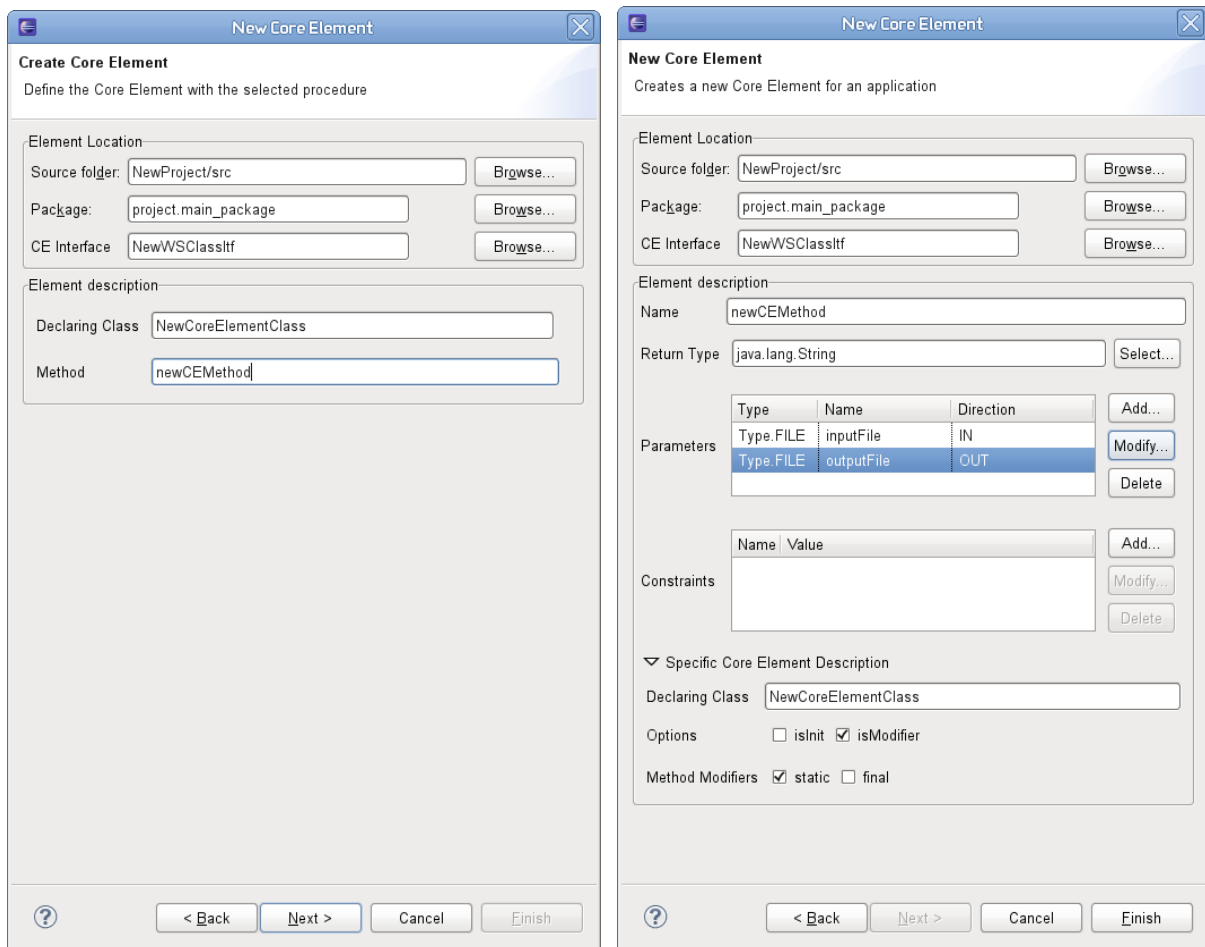 New Core Element
Create Core Element
Define the Core Element with the selected procedure
Element Location
Source folder: NewProject/src Browse...
Package: project.main_package Browse...
CE Interface NewWSClassItf Browse...
Element description
Declaring Class NewCoreElementClass
Method newCEMethod
< Back Next > Cancel Finish
New Core Element
New Core Element
Creates a new Core Element for an application
Element Location
Source folder: NewProject/src Browse...
Package: project.main_package Browse...
CE Interface NewWSClassItf Browse...
Element description
Name newCEMethod
Return Type java.lang.String Select...
Parameters
Type Name Direction
Type.FILE inputFile IN
Type.FILE outputFile OUT
Add...
Modify...
Delete
Constraints
Name Value
Add...
Modify...
Delete
Specific Core Element Description
Declaring Class NewCoreElementClass
Options isInit isModifier
Method Modifiers static final
< Back Next > Cancel Finish